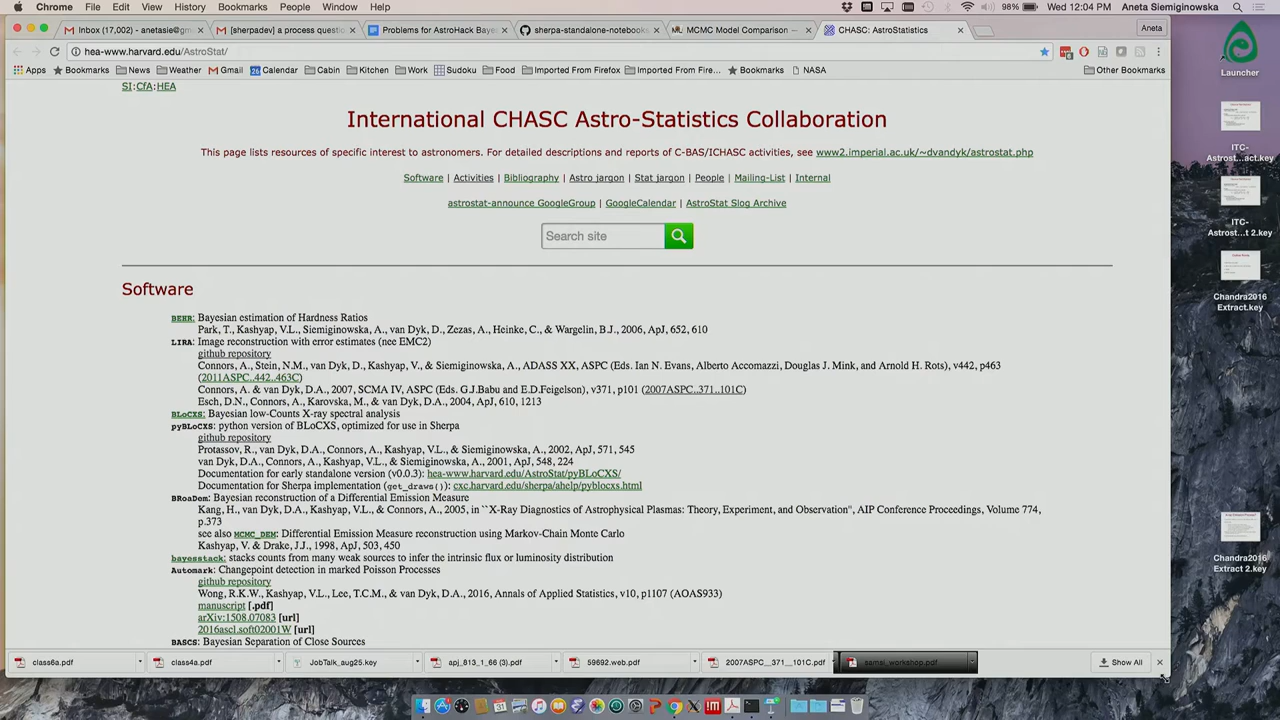 Chrome File Edit View History Bookmarks People Window Help 98% Wed 12:04 PM Aneta Siemiginowska
Inbox (17,002) - anetasie@gm × [sherpadev] a process question × Problems for AstroHack Baye × sherpa-standalone-notebooks × MCMC Model Comparison — × CHASC: AstroStatistics × Aneta
hea-www.harvard.edu/AstroStat/
Apps Bookmarks News Weather Gmail Calendar Cabin Kitchen Work Sudoku Food Imported From Firefox Imported From Fire... Bookmarks NASA Other Bookmarks
SI:CfA:HEA
International CHASC Astro-Statistics Collaboration
This page lists resources of specific interest to astronomers. For detailed descriptions and reports of C-BAS/ICHASC activities, see www2.imperial.ac.uk/~dvandyk/astrostat.php
Software | Activities | Bibliography | Astro jargon | Stat jargon | People | Mailing-List | Internal
astrostat-announce GoogleGroup | GoogleCalendar | AstroStat Slog Archive
Search site
Software
BEHR: Bayesian estimation of Hardness Ratios
Park, T., Kashyap, V.L., Siemiginowska, A., van Dyk, D., Zezas, A., Heinke, C., & Wargelin, B.J., 2006, ApJ, 652, 610
LIRA: Image reconstruction with error estimates (nee EMC2)
github repository
Connors, A., Stein, N.M., van Dyk, D., Kashyap, V., & Siemiginowska, A., ADASS XX, ASPC (Eds. Ian N. Evans, Alberto Accomazzi, Douglas J. Mink, and Arnold H. Rots), v442, p463
(2011ASPC..442..463C)
Connors, A. & van Dyk, D.A., 2007, SCMA IV, ASPC (Eds. G.J.Babu and E.D.Feigelson), v371, p101 (2007ASPC..371..101C)
Esch, D.N., Connors, A., Karovska, M., & van Dyk, D.A., 2004, ApJ, 610, 1213
BLoCXS: Bayesian low-Counts X-ray spectral analysis
pyBLoCXS: python version of BLoCXS, optimized for use in Sherpa
github repository
Protassov, R., van Dyk, D.A., Connors, A., Kashyap, V.L., & Siemiginowska, A., 2002, ApJ, 571, 545
van Dyk, D.A., Connors, A., Kashyap, V.L., & Siemiginowska, A., 2001, ApJ, 548, 224
Documentation for early standalone version (v0.0.3): hea-www.harvard.edu/AstroStat/pyBLoCXS/
Documentation for Sherpa implementation (get_draws()): cxc.harvard.edu/sherpa/ahelp/pyblocxs.html
BRoaDem: Bayesian reconstruction of a Differential Emission Measure
Kang, H., van Dyk, D.A., Kashyap, V.L., & Connors, A., 2005, in ``X-Ray Diagnostics of Astrophysical Plasmas: Theory, Experiment, and Observation'', AIP Conference Proceedings, Volume 774,
p.373
see also MCMC_DEM: Differential Emission Measure reconstruction using Markov-Chain Monte Carlo
Kashyap, V. & Drake, J.J., 1998, ApJ, 503, 450
bayesstack: stacks counts from many weak sources to infer the intrinsic flux or luminosity distribution
Automark: Changepoint detection in marked Poisson Processes
github repository
Wong, R.K.W., Kashyap, V.L., Lee, T.C.M., & van Dyk, D.A., 2016, Annals of Applied Statistics, v10, p1107 (AOAS933)
manuscript [.pdf]
arXiv:1508.07083 [url]
2016ascl.soft02001W [url]
BASCS: Bayesian Separation of Close Sources
class6a.pdf class4a.pdf JobTalk_aug25.key apj_813_1_66 (3).pdf 59692.web.pdf 2007ASPC__371__101C.pdf samsi_workshop.pdf Show All
Launcher
ITC-
Astrost...act.key
ITC-
Astrost...t 2.key
Chandra2016
Extract.key
Chandra2016
Extract 2.key